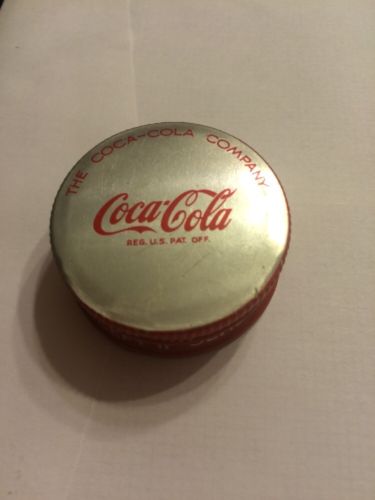 THE COCA-COLA COMPANY
Coca-Cola
REG. U.S. PAT. OFF.